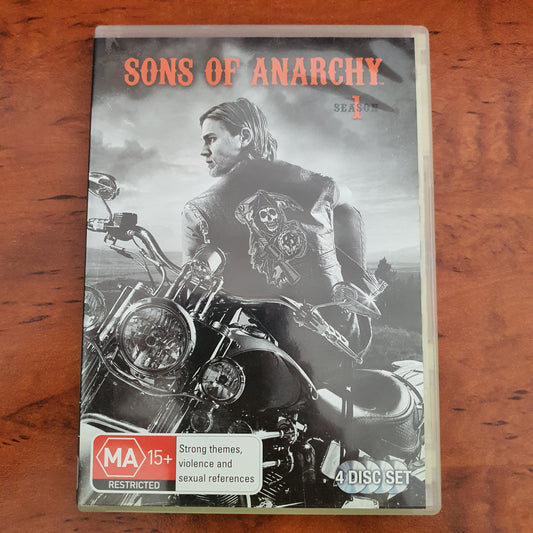 SONS OF ANARCHY
SEASON 1
MA 15+
RESTRICTED
Strong themes,
violence and
sexual references
4 DISC SET